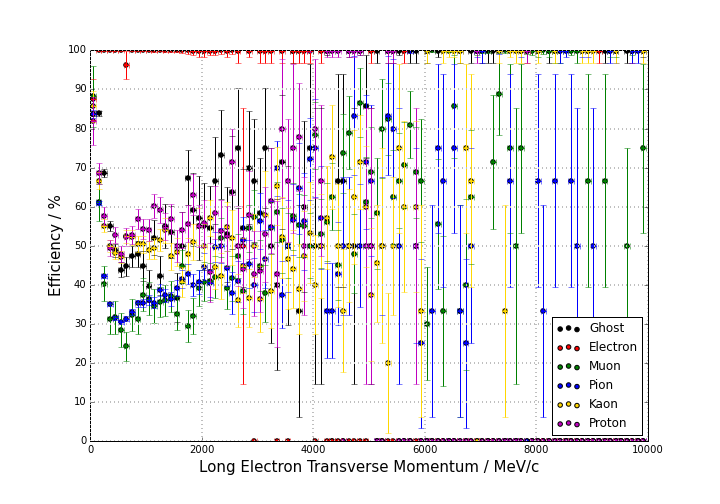 100
90
80
70
60
50
40
30
20
10
0
Efficiency / %
Ghost
Electron
Muon
Pion
Kaon
Proton
0 2000 4000 6000 8000 10000
Long Electron Transverse Momentum / MeV/c